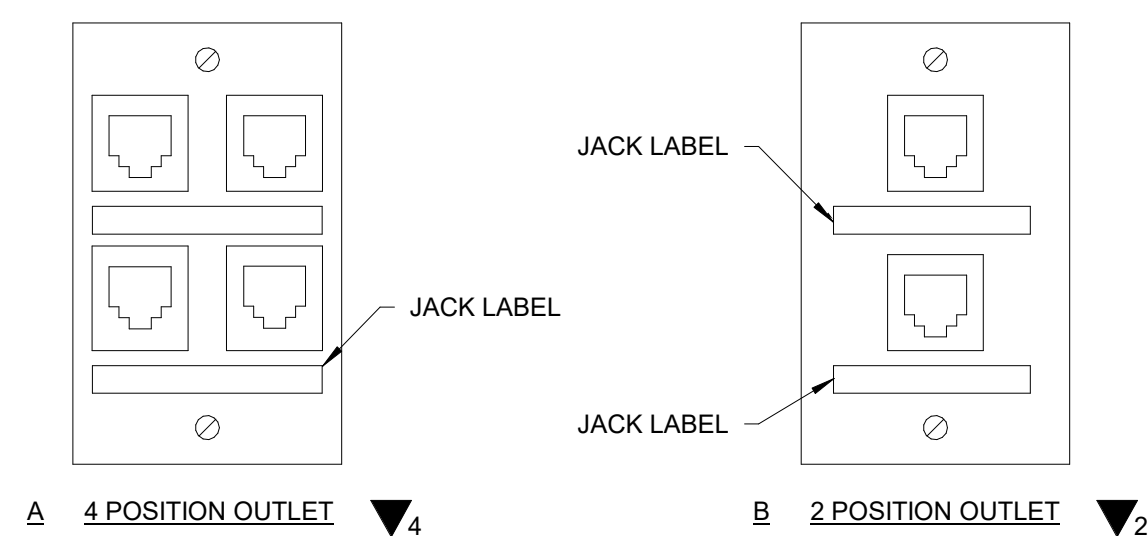 JACK LABEL
JACK LABEL
JACK LABEL
A 4 POSITION OUTLET 4
B 2 POSITION OUTLET 2